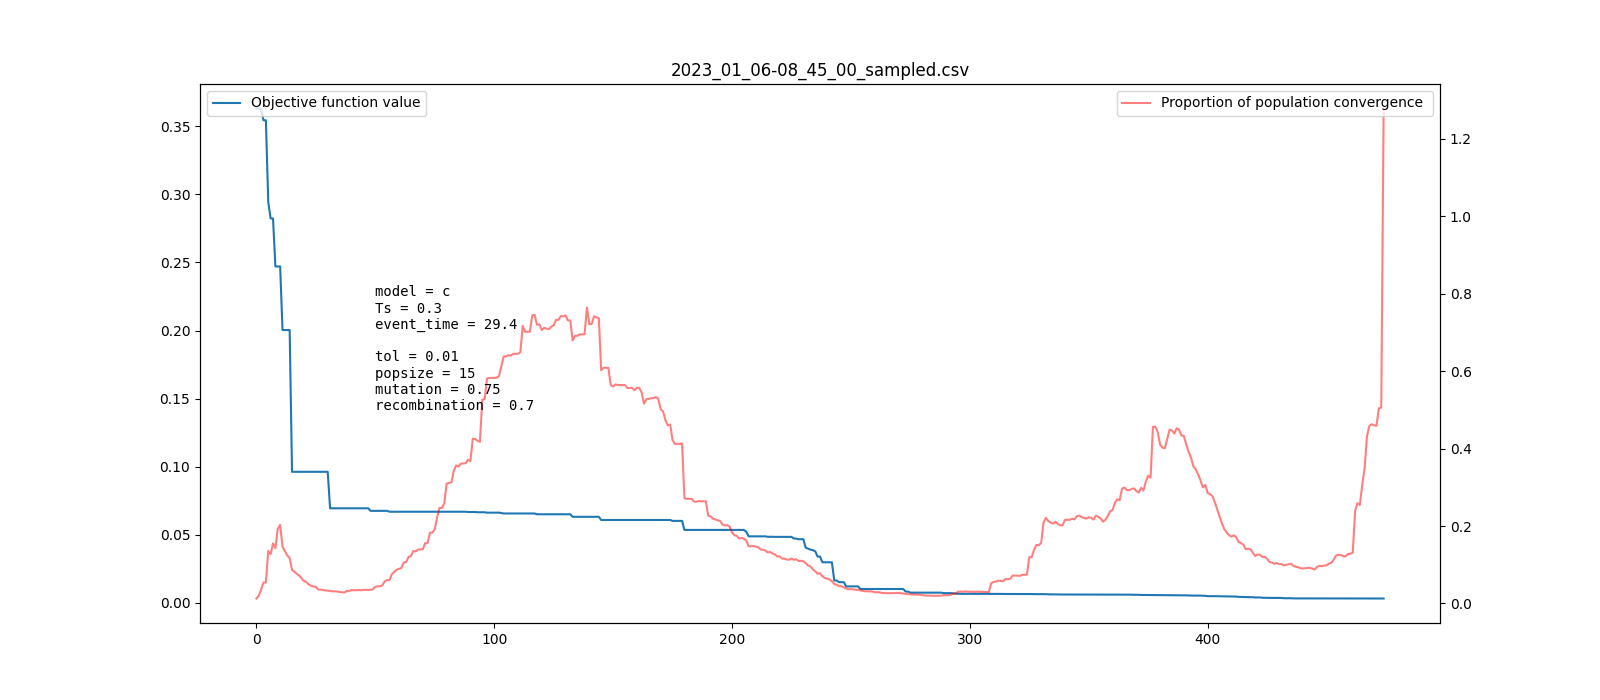 2023_01_06-08_45_00_sampled.csv
Objective function value
Proportion of population convergence
0.35
0.30
0.25
0.20
0.15
0.10
0.05
0.00
model = c
Ts = 0.3
event_time = 29.4
tol = 0.01
popsize = 15
mutation = 0.75
recombination = 0.7
1.2
1.0
0.8
0.6
0.4
0.2
0.0
0 100 200 300 400